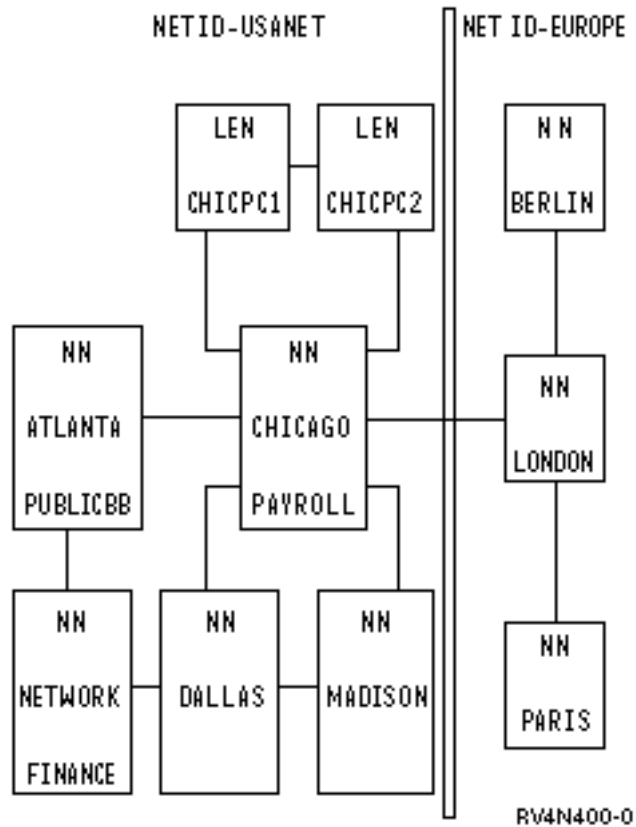 NETID-USANET
NET ID-EUROPE
LEN
CHICPC1
LEN
CHICPC2
N N
BERLIN
NN
ATLANTA
PUBLICBB
NN
CHICAGO
PAYROLL
NN
LONDON
NN
NETWORK
FINANCE
NN
DALLAS
NN
MADISON
NN
PARIS
RV4N400-0